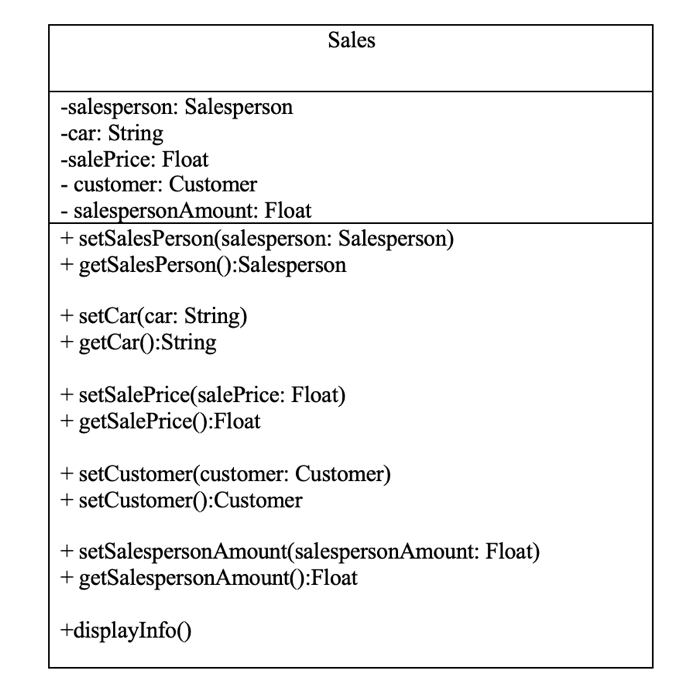 Sales
-salesperson: Salesperson
-car: String
-salePrice: Float
- customer: Customer
- salespersonAmount: Float
+ setSalesPerson(salesperson: Salesperson)
+ getSalesPerson():Salesperson
+ setCar(car: String)
+ getCar():String
+ setSalePrice(salePrice: Float)
+ getSalePrice():Float
+ setCustomer(customer: Customer)
+ setCustomer():Customer
+ setSalespersonAmount(salespersonAmount: Float)
+ getSalespersonAmount():Float
+displayInfo()